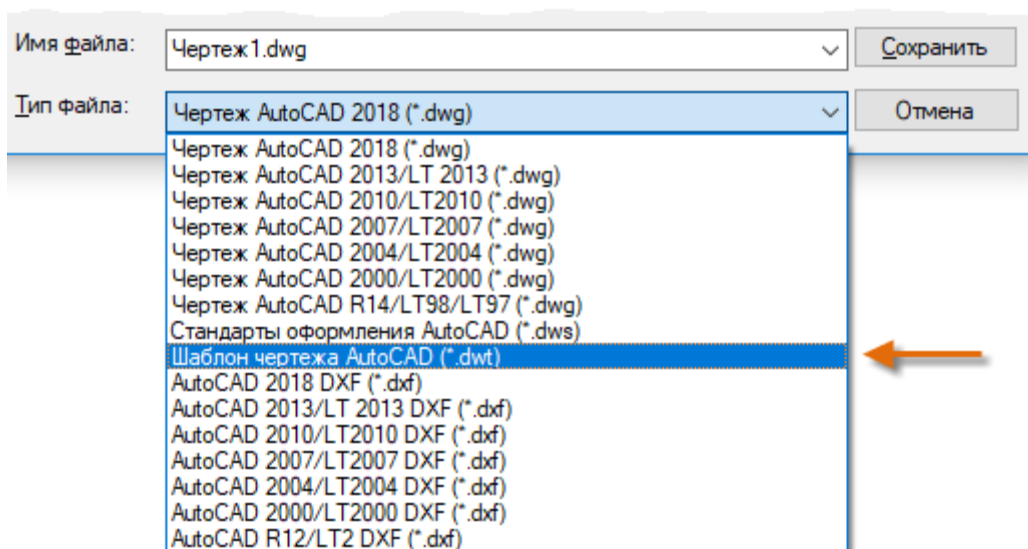 Имя файла:
Чертеж1.dwg
Сохранить
Тип файла:
Чертеж AutoCAD 2018 (*.dwg)
Отмена
Чертеж AutoCAD 2018 (*.dwg)
Чертеж AutoCAD 2013/LT 2013 (*.dwg)
Чертеж AutoCAD 2010/LT2010 (*.dwg)
Чертеж AutoCAD 2007/LT2007 (*.dwg)
Чертеж AutoCAD 2004/LT2004 (*.dwg)
Чертеж AutoCAD 2000/LT2000 (*.dwg)
Чертеж AutoCAD R14/LT98/LT97 (*.dwg)
Стандарты оформления AutoCAD (*.dws)
Шаблон чертежа AutoCAD (*.dwt)
AutoCAD 2018 DXF (*.dxf)
AutoCAD 2013/LT 2013 DXF (*.dxf)
AutoCAD 2010/LT2010 DXF (*.dxf)
AutoCAD 2007/LT2007 DXF (*.dxf)
AutoCAD 2004/LT2004 DXF (*.dxf)
AutoCAD 2000/LT2000 DXF (*.dxf)
AutoCAD R12/LT2 DXF (*.dxf)